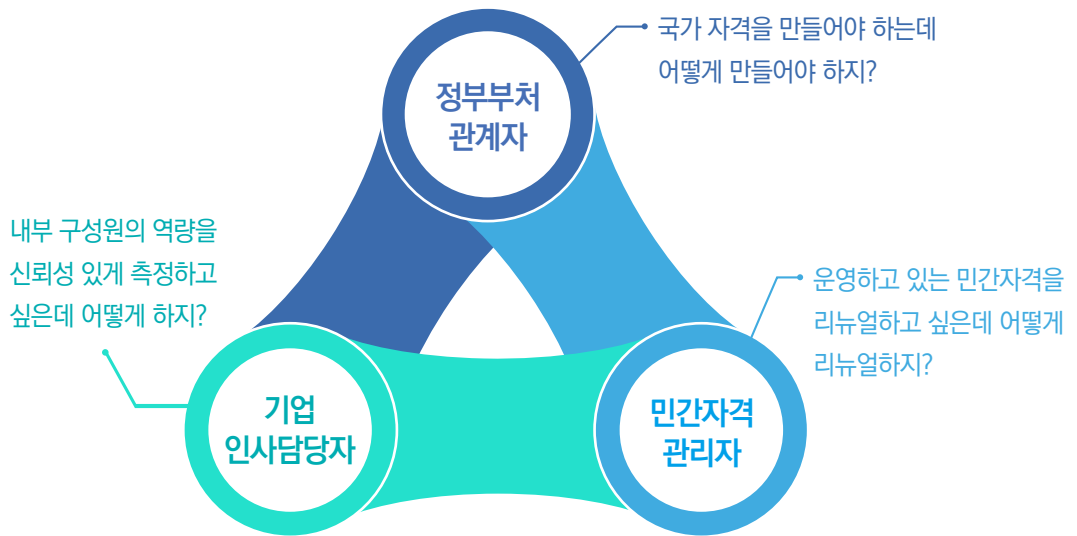 국가 자격을 만들어야 하는데
어떻게 만들어야 하지?
정부부처
관계자
내부 구성원의 역량을
신뢰성 있게 측정하고
싶은데 어떻게 하지?
기업
인사담당자
운영하고 있는 민간자격을
리뉴얼하고 싶은데 어떻게
리뉴얼하지?
민간자격
관리자